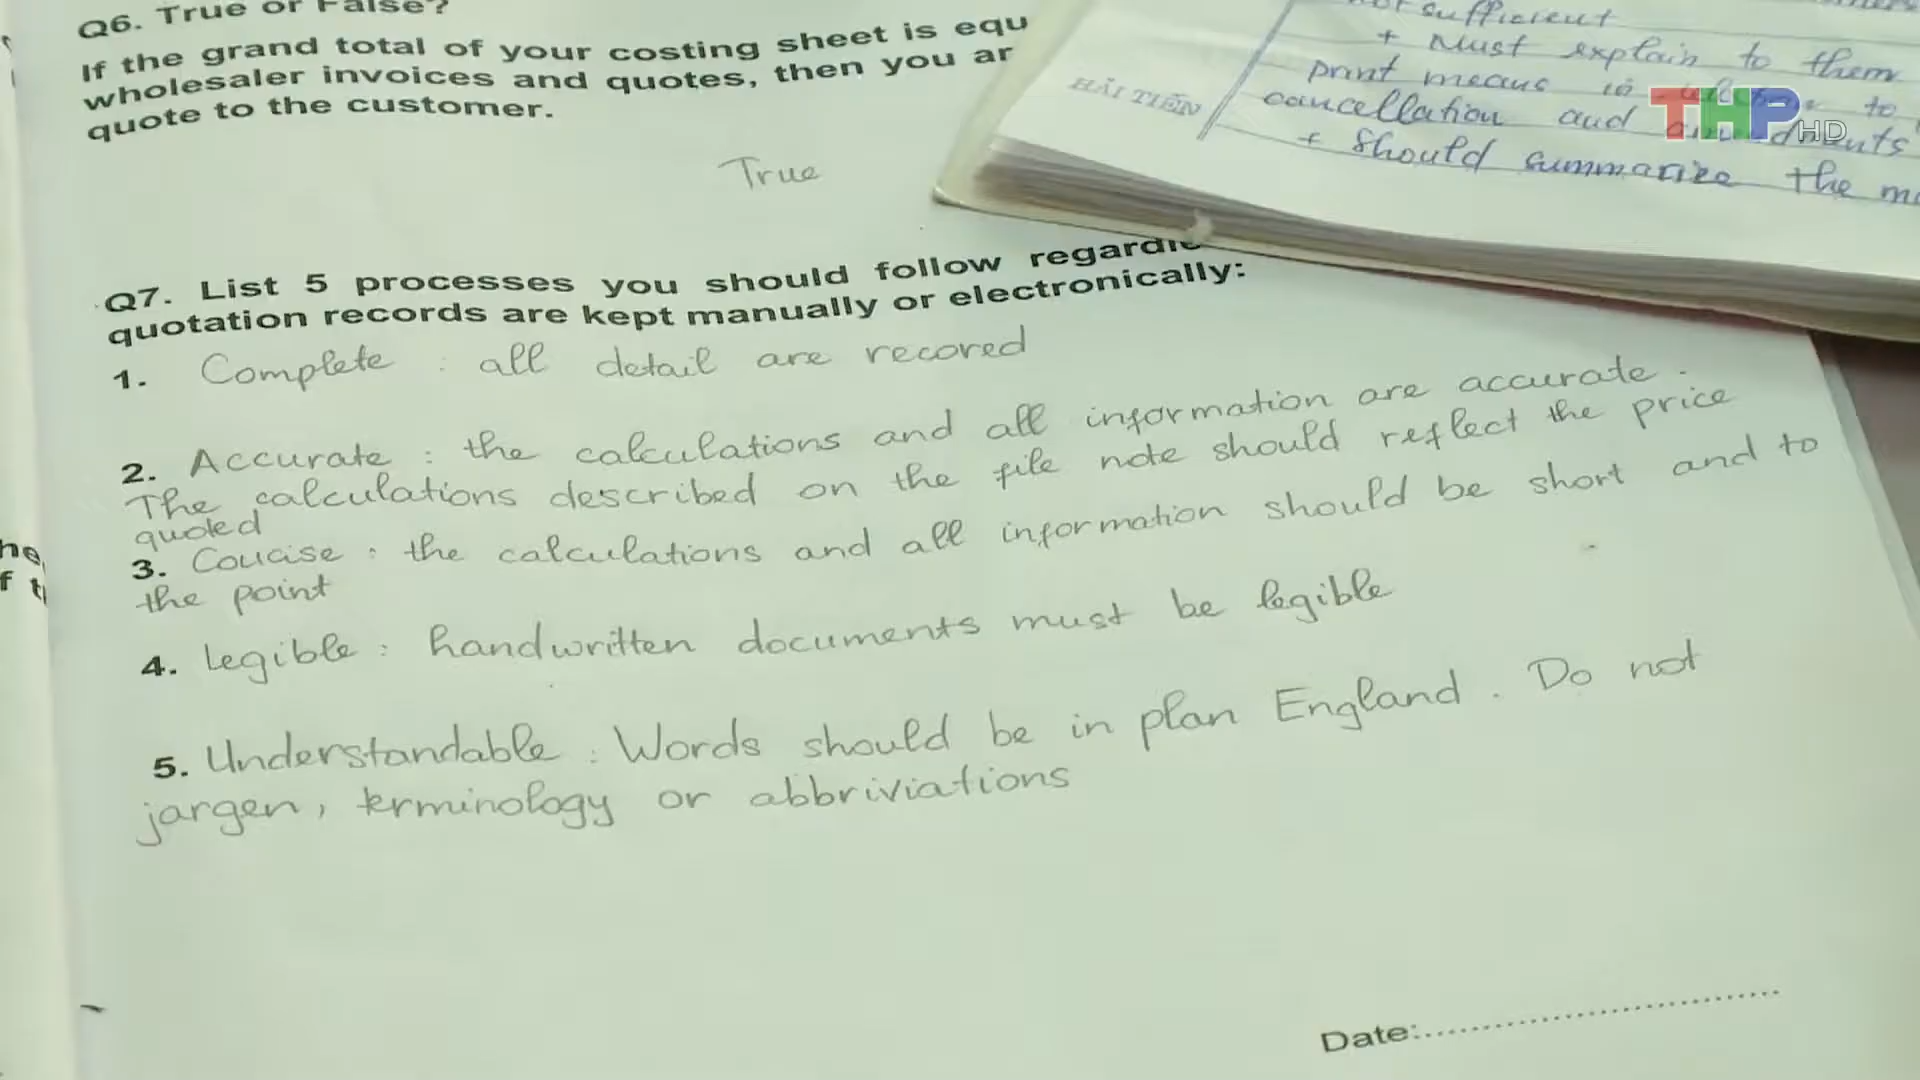 Q6. True or False?
If the grand total of your costing sheet is equ
wholesaler invoices and quotes, then you ar
quote to the customer.
True
Q7. List 5 processes you should follow
quotation records are kept manually or electronically:
1. Complete : all detail are recored
2. Accurate : the calculations and all information are accurate.
The calculations described on the file note should reflect the price
quoted
3. Concise : the calculations and all information should be short and to
the point
4. Legible : handwritten documents must be legible
5. Understandable : Words should be in plan England. Do not
jargen, terminology or abbriviations
Date:
sufficient
+ Must explain to them
print means is to
cancellation and
+ Should summarize the
HẢI TIẾN
THP HD
he
f t